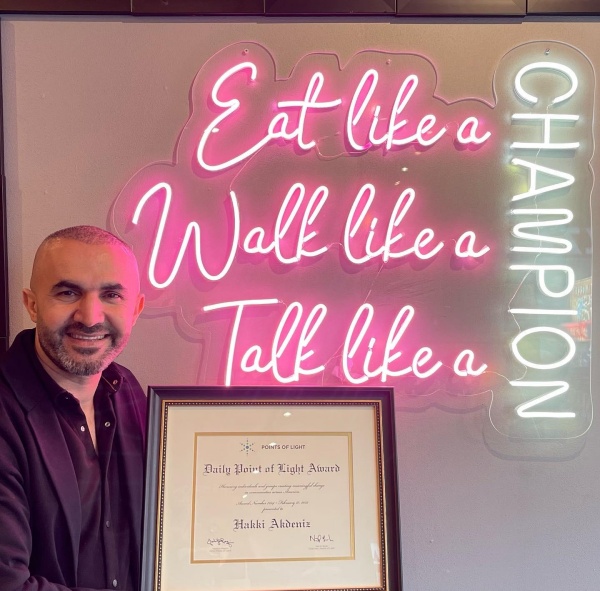 Eat like a
Walk like a
Talk like a
CHAMPION
POINTS OF LIGHT
Daily Point of Light Award
Hakki Akdeniz